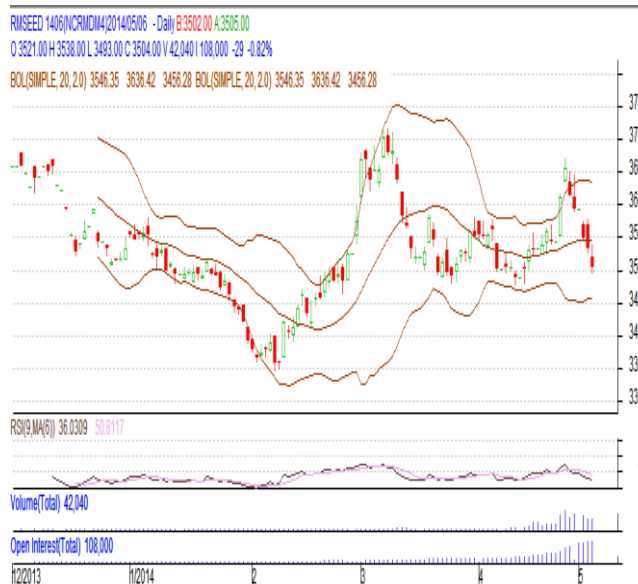 RMSEED 1406(NCRMDM4)2014/05/06 - Daily B:3502.00 A:3505.00
O 3521.00 H 3538.00 L 3493.00 C 3504.00 V 42,040 I 108,000 -29 -0.82%
BOL(SIMPLE, 20, 2.0) 3546.35 3636.42 3456.28 BOL(SIMPLE, 20, 2.0) 3546.35 3636.42 3456.28
37
37
36
36
35
35
34
34
33
33
RSI(9,MA(6)) 36.0309 50.8117
Volume(Total) 42,040
Open Interest(Total) 108,000
12/2013 1/2014 2 3 4 5